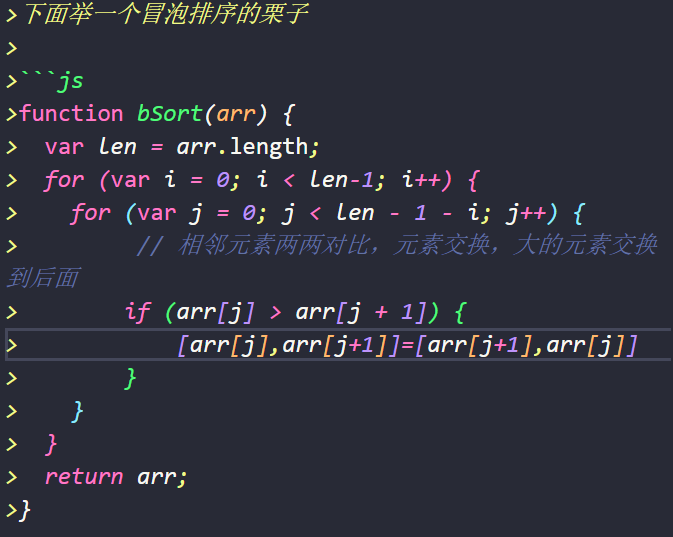 >下面举一个冒泡排序的栗子
>
>```js
>function bSort(arr) {
>  var len = arr.length;
>  for (var i = 0; i < len-1; i++) {
>    for (var j = 0; j < len - 1 - i; j++) {
>         // 相邻元素两两对比，元素交换，大的元素交换
到后面
>        if (arr[j] > arr[j + 1]) {
>            [arr[j],arr[j+1]]=[arr[j+1],arr[j]]
>        }
>    }
>  }
>  return arr;
>}